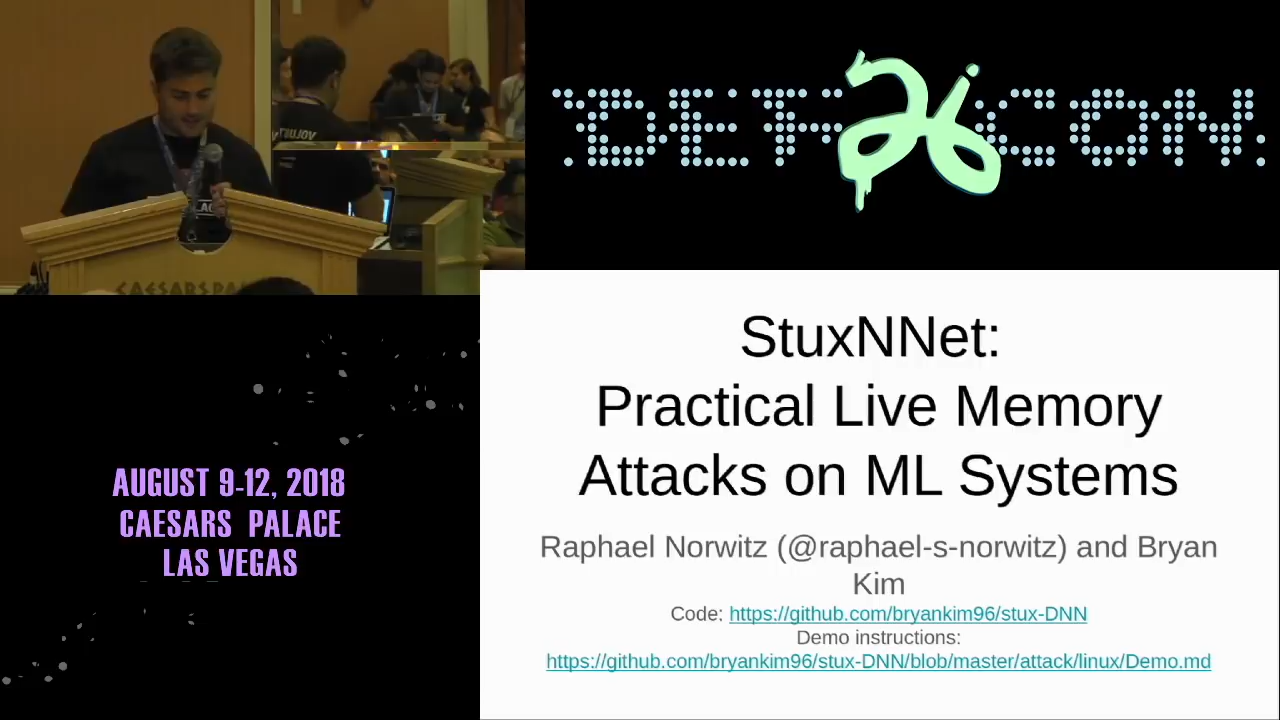 DEF CON 26
StuxNNet:
Practical Live Memory
Attacks on ML Systems
Raphael Norwitz (@raphael-s-norwitz) and Bryan
Kim
Code: https://github.com/bryankim96/stux-DNN
Demo instructions:
https://github.com/bryankim96/stux-DNN/blob/master/attack/linux/Demo.md
AUGUST 9-12, 2018
CAESARS PALACE
LAS VEGAS